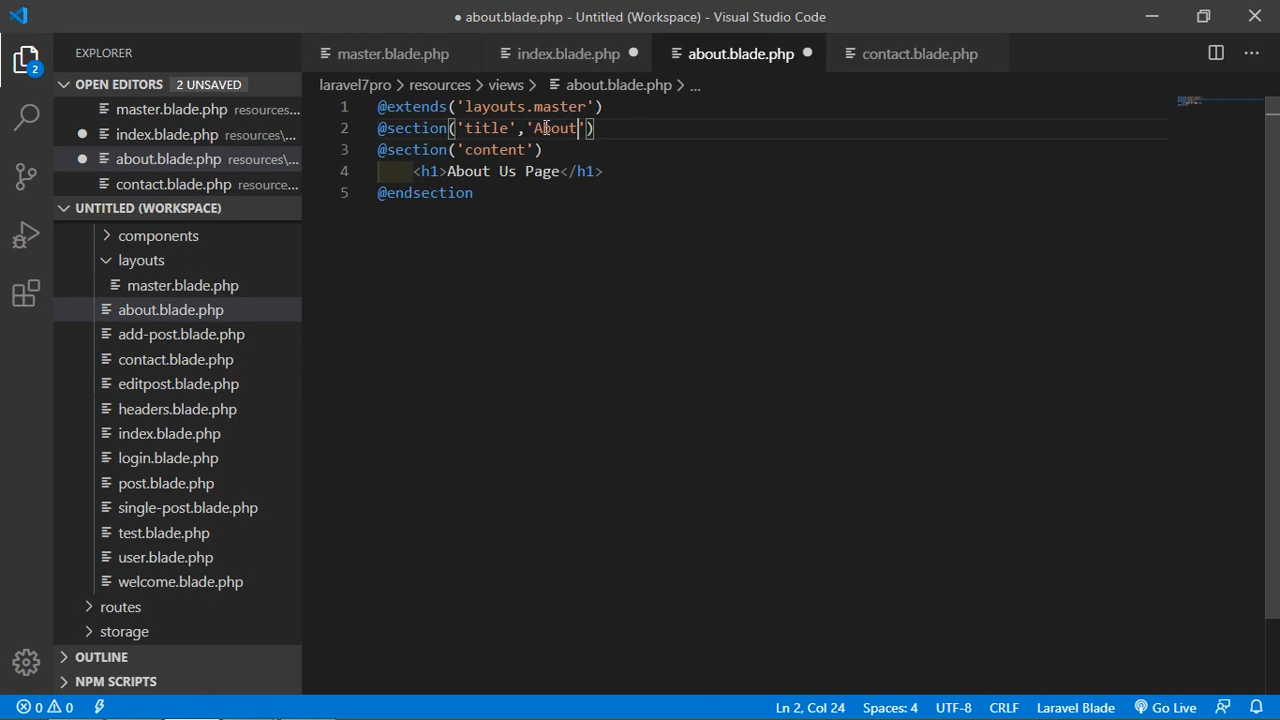 ● about.blade.php - Untitled (Workspace) - Visual Studio Code
EXPLORER
OPEN EDITORS 2 UNSAVED
master.blade.php resources...
index.blade.php resources\...
about.blade.php resources\...
contact.blade.php resources...
UNTITLED (WORKSPACE)
components
layouts
master.blade.php
about.blade.php
add-post.blade.php
contact.blade.php
editpost.blade.php
headers.blade.php
index.blade.php
login.blade.php
post.blade.php
single-post.blade.php
test.blade.php
user.blade.php
welcome.blade.php
routes
storage
OUTLINE
NPM SCRIPTS
2
master.blade.php index.blade.php ● about.blade.php ● contact.blade.php
laravel7pro > resources > views > about.blade.php > ...
1 @extends('layouts.master')
2 @section('title','About')
3 @section('content')
4 <h1>About Us Page</h1>
5 @endsection
0 0 Ln 2, Col 24 Spaces: 4 UTF-8 CRLF Laravel Blade Go Live